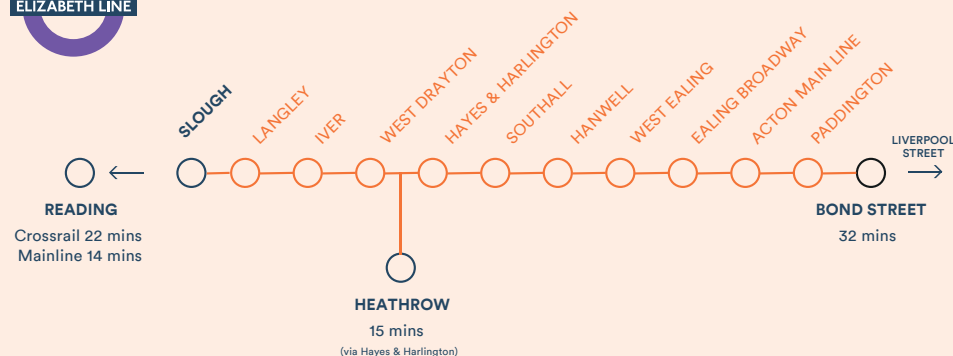 ELIZABETH LINE
SLOUGH
LANGLEY
IVER
WEST DRAYTON
HAYES & HARLINGTON
SOUTHALL
HANWELL
WEST EALING
EALING BROADWAY
ACTON MAIN LINE
PADDINGTON
LIVERPOOL
STREET
READING
Crossrail 22 mins
Mainline 14 mins
BOND STREET
32 mins
HEATHROW
15 mins
(via Hayes & Harlington)